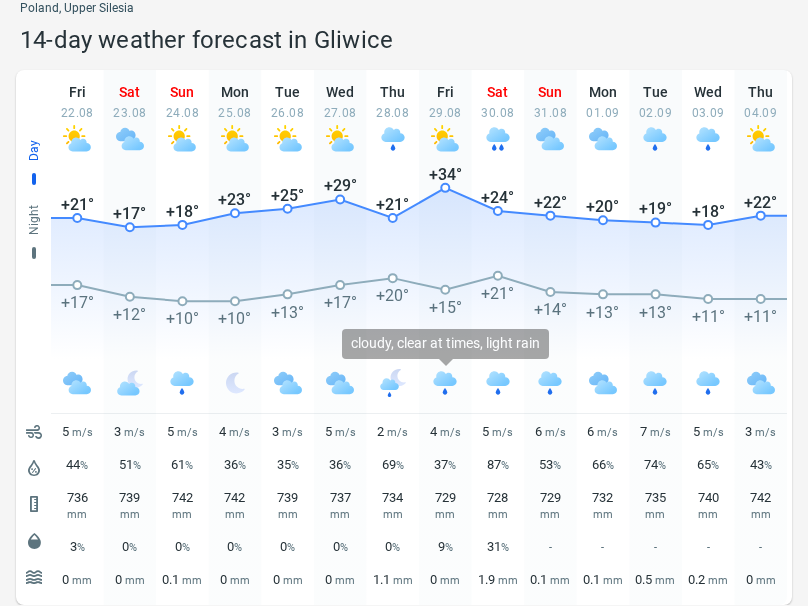 Poland, Upper Silesia
14-day weather forecast in Gliwice
Fri Sat Sun Mon Tue Wed Thu Fri Sat Sun Mon Tue Wed Thu
22.08 23.08 24.08 25.08 26.08 27.08 28.08 29.08 30.08 31.08 01.09 02.09 03.09 04.09
Day
+21° +17° +18° +23° +25° +29° +21° +34° +24° +22° +20° +19° +18° +22°
Night
+17° +12° +10° +10° +13° +17° +20° +15° +21° +14° +13° +13° +11° +11°
cloudy, clear at times, light rain
5 m/s 3 m/s 5 m/s 4 m/s 3 m/s 5 m/s 2 m/s 4 m/s 5 m/s 6 m/s 6 m/s 7 m/s 5 m/s 3 m/s
44% 51% 61% 36% 35% 36% 69% 37% 87% 53% 66% 74% 65% 43%
736 739 742 742 739 737 734 729 728 729 732 735 740 742
mm mm mm mm mm mm mm mm mm mm mm mm mm mm
3% 0% 0% 0% 0% 0% 0% 9% 31% - - - - -
0 mm 0 mm 0.1 mm 0 mm 0 mm 0 mm 1.1 mm 0 mm 1.9 mm 0.1 mm 0.1 mm 0.5 mm 0.2 mm 0 mm